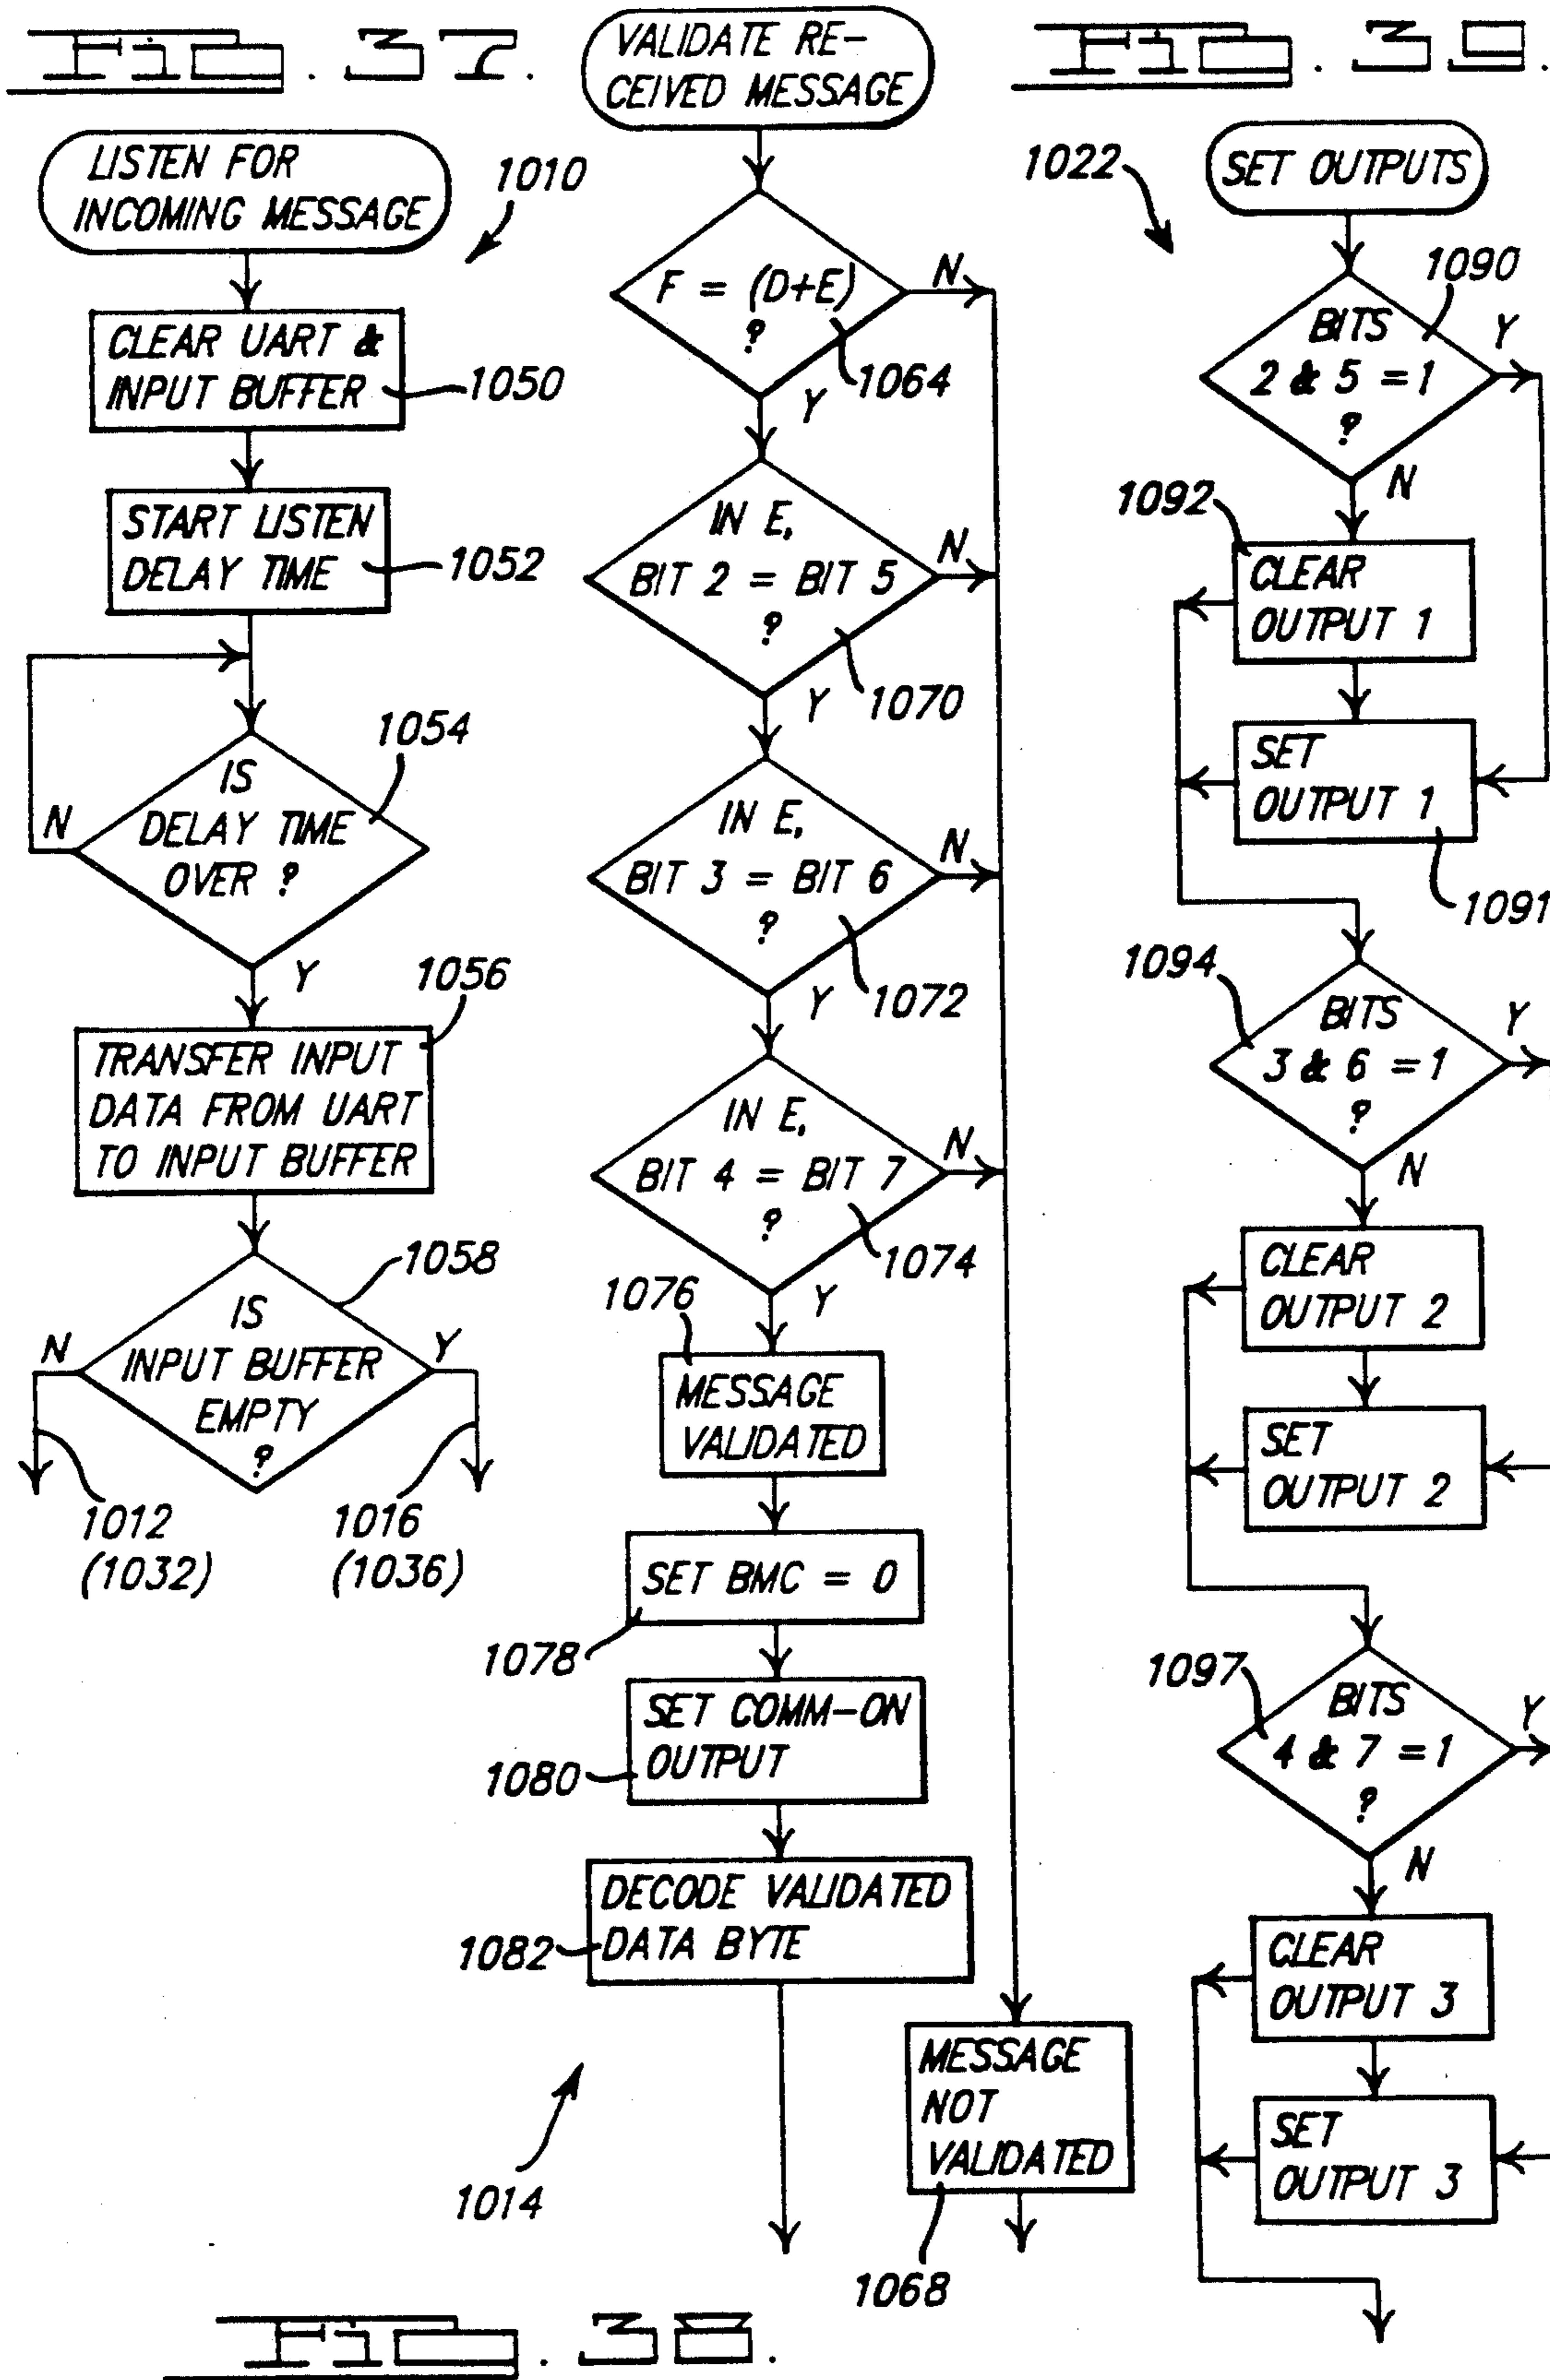 FIG. 37.
LISTEN FOR
INCOMING MESSAGE
1010
CLEAR UART &
INPUT BUFFER
1050
START LISTEN
DELAY TIME
1052
1054
IS
DELAY TIME
OVER ?
N
Y
1056
TRANSFER INPUT
DATA FROM UART
TO INPUT BUFFER
1058
IS
INPUT BUFFER
EMPTY
?
N
Y
1012
(1032)
1016
(1036)
VALIDATE RE-
CEIVED MESSAGE
F = (D+E)
?
N
1064
Y
IN E,
BIT 2 = BIT 5
?
N
1070
Y
IN E,
BIT 3 = BIT 6
?
N
1072
Y
IN E,
BIT 4 = BIT 7
?
N
1074
1076
Y
MESSAGE
VALIDATED
SET BMC = 0
1078
SET COMM-ON
OUTPUT
1080
DECODE VALIDATED
DATA BYTE
1082
MESSAGE
NOT
VALIDATED
1014
1068
FIG. 38.
FIG. 39.
1022
SET OUTPUTS
1090
BITS
2 & 5 = 1
?
Y
N
1092
CLEAR
OUTPUT 1
SET
OUTPUT 1
1091
1094
BITS
3 & 6 = 1
?
Y
N
CLEAR
OUTPUT 2
SET
OUTPUT 2
1097
BITS
4 & 7 = 1
?
Y
N
CLEAR
OUTPUT 3
SET
OUTPUT 3